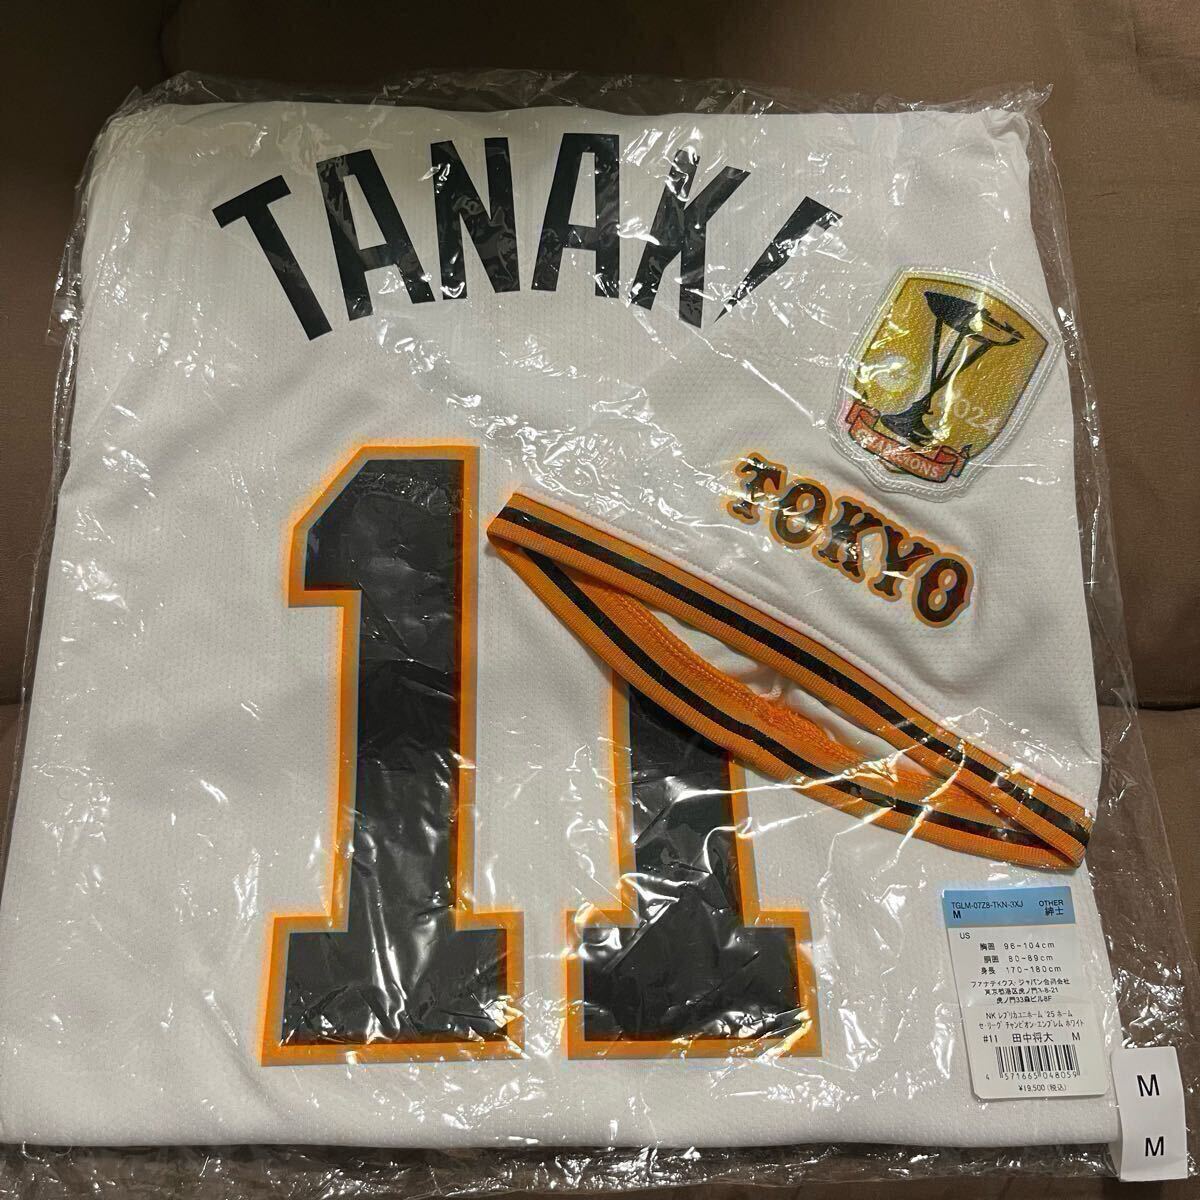 TANAK
2024
CHAMPIONS
TOKYO
11
TGLM-07Z8-TKN-3XJ OTHER
M 紳士
US
胸囲 96-104cm
胴囲 80-89cm
身長 170-180cm
ファナティクス・ジャパン合同会社
東京都港区虎ノ門3-8-21
虎ノ門33森ビル8F
NK レプリカユニホーム '25 ホーム
セ・リーグ チャンピオン・エンブレム ホワイト
#11 田中将大 M
4 571665 048059
¥19,500(税込)
M
M